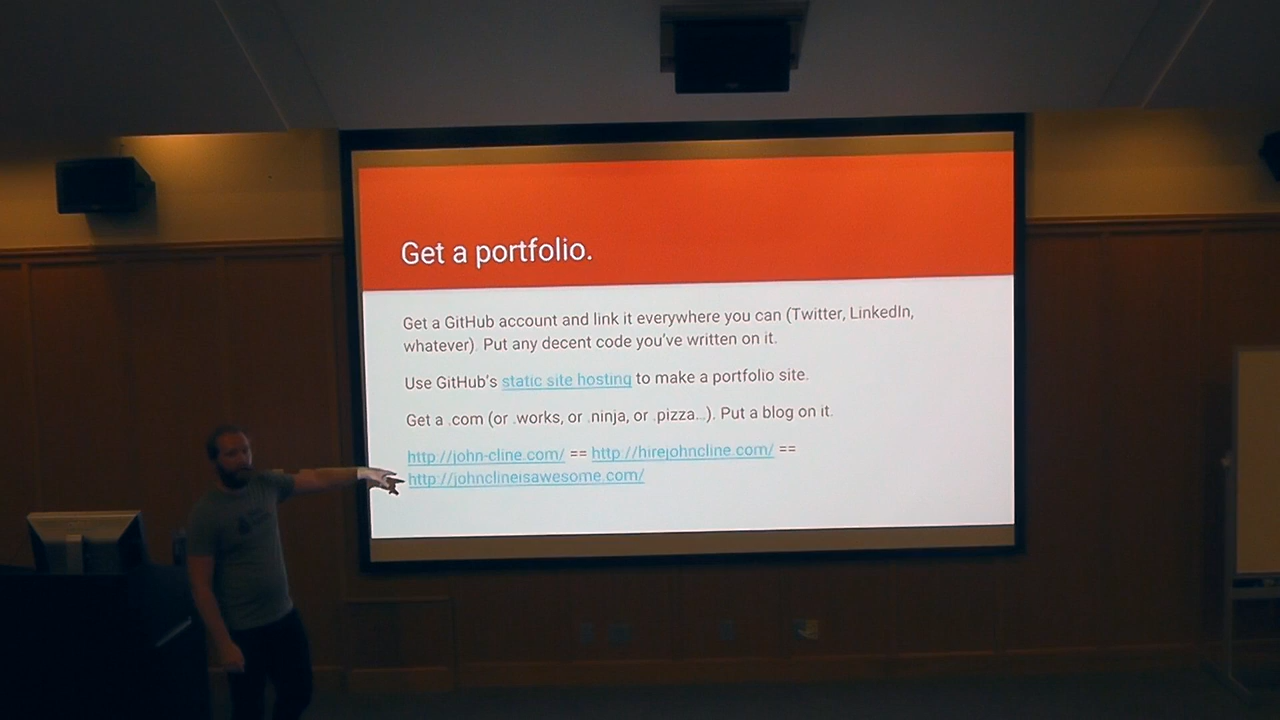 Get a portfolio.
Get a GitHub account and link it everywhere you can (Twitter, LinkedIn,
whatever). Put any decent code you've written on it.
Use GitHub's static site hosting to make a portfolio site.
Get a .com (or .works, or .ninja, or .pizza...). Put a blog on it.
http://john-cline.com/ == http://hirejohncline.com/ ==
http://johnclineisawesome.com/